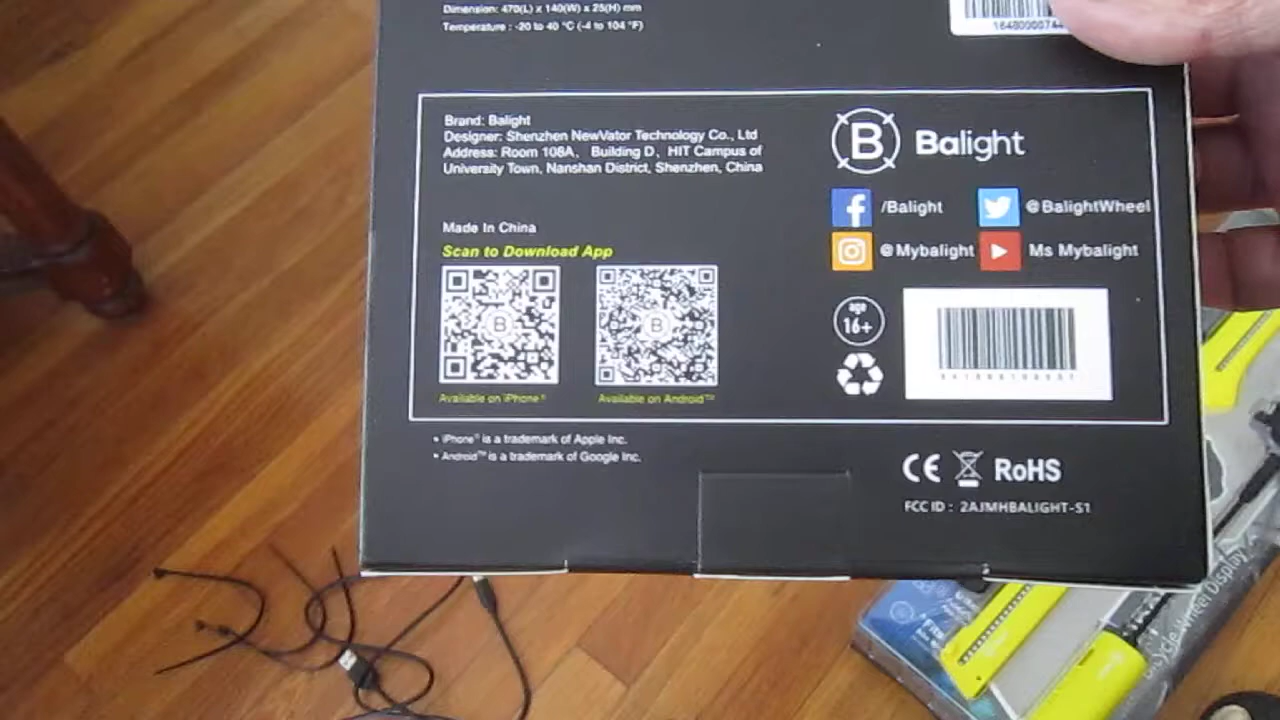 Dimension: 470(L) x 140(W) x 25(H) mm
Temperature : -20 to 40 °C (-4 to 104 °F)
Brand: Balight
Designer: Shenzhen NewVator Technology Co., Ltd
Address: Room 108A, Building D, HIT Campus of
University Town, Nanshan District, Shenzhen, China
Made In China
Scan to Download App
B
B
Available on iPhone®
Available on Android™
• iPhone® is a trademark of Apple Inc.
• Android™ is a trademark of Google Inc.
B Balight
/Balight
@BalightWheel
@Mybalight
Ms Mybalight
age
16+
CE RoHS
FCC ID : 2AJMHBALIGHT-S1
Wheel Display